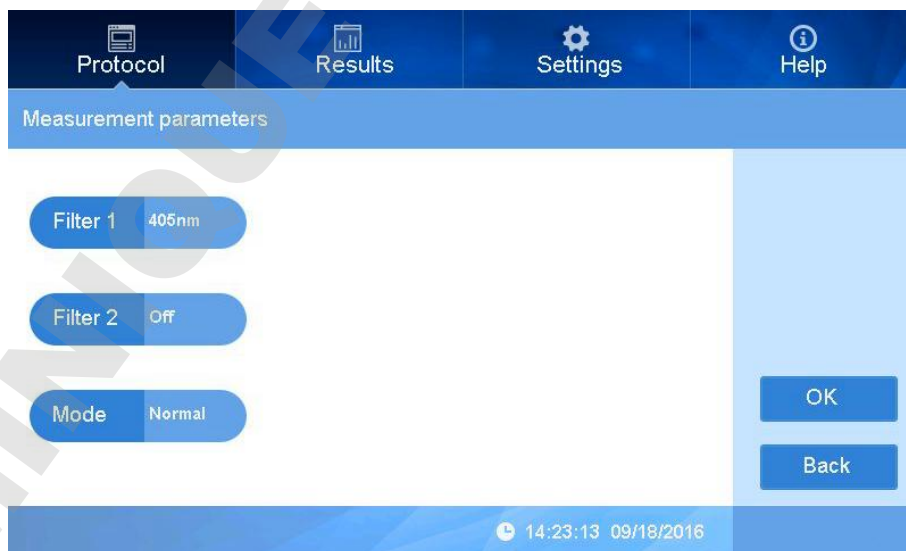 Protocol
Results
Settings
Help
Measurement parameters
Filter 1 405nm
Filter 2 Off
Mode Normal
OK
Back
14:23:13 09/18/2016